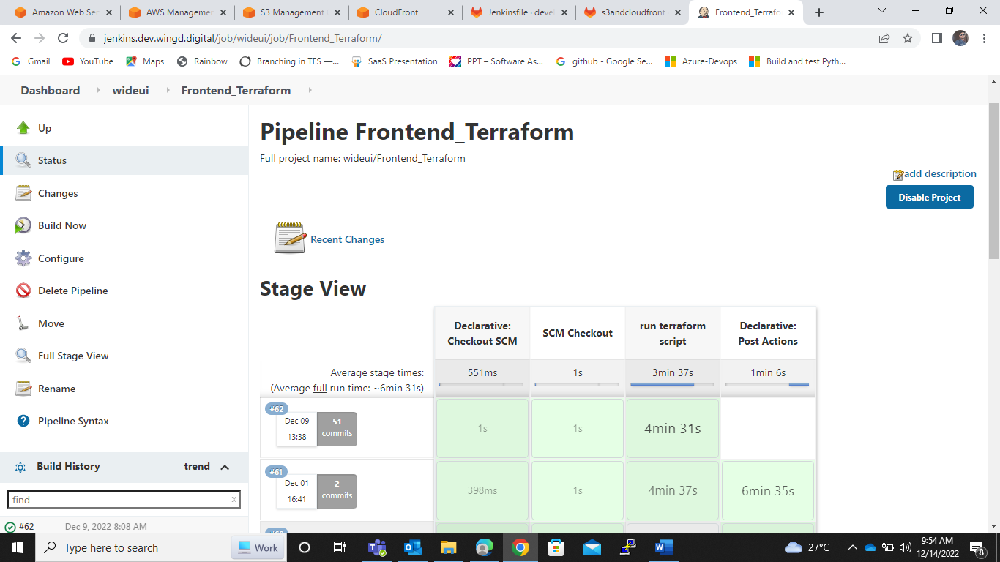 Amazon Web Ser
AWS Managemen
S3 Management
CloudFront
Jenkinsfile · devel
s3andcloudfront
Frontend_Terrafo
jenkins.dev.wingd.digital/job/wideui/job/Frontend_Terraform/
Gmail
YouTube
Maps
Rainbow
Branching in TFS —...
SaaS Presentation
PPT – Software As...
github - Google Se...
Azure-Devops
Build and test Pyth...
Dashboard
wideui
Frontend_Terraform
Up
Status
Changes
Build Now
Configure
Delete Pipeline
Move
Full Stage View
Rename
Pipeline Syntax
Build History
trend
find
x
#62
Dec 9, 2022 8:08 AM
Pipeline Frontend_Terraform
Full project name: wideui/Frontend_Terraform
add description
Disable Project
Recent Changes
Stage View
Declarative:
Checkout SCM
SCM Checkout
run terraform
script
Declarative:
Post Actions
Average stage times:
(Average full run time: ~6min 31s)
551ms
1s
3min 37s
1min 6s
#62
Dec 09
13:38
51
commits
1s
1s
4min 31s
#61
Dec 01
16:41
2
commits
398ms
1s
4min 37s
6min 35s
Type here to search
Work
27°C
9:54 AM
12/14/2022
8